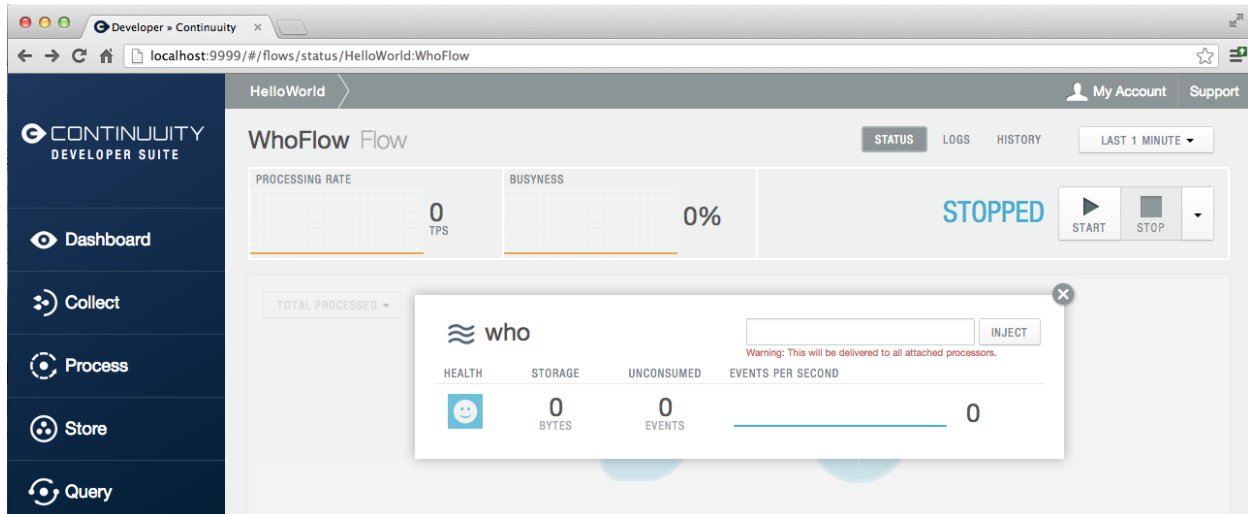 Developer » Continuuity
localhost:9999/#/flows/status/HelloWorld:WhoFlow
HelloWorld
My Account
Support
CONTINUUITY
DEVELOPER SUITE
WhoFlow Flow
STATUS
LOGS
HISTORY
LAST 1 MINUTE
PROCESSING RATE
0
TPS
BUSYNESS
0%
STOPPED
START
STOP
Dashboard
Collect
Process
Store
Query
TOTAL PROCESSED
who
INJECT
Warning: This will be delivered to all attached processors.
HEALTH
STORAGE
UNCONSUMED
EVENTS PER SECOND
0
BYTES
0
EVENTS
0